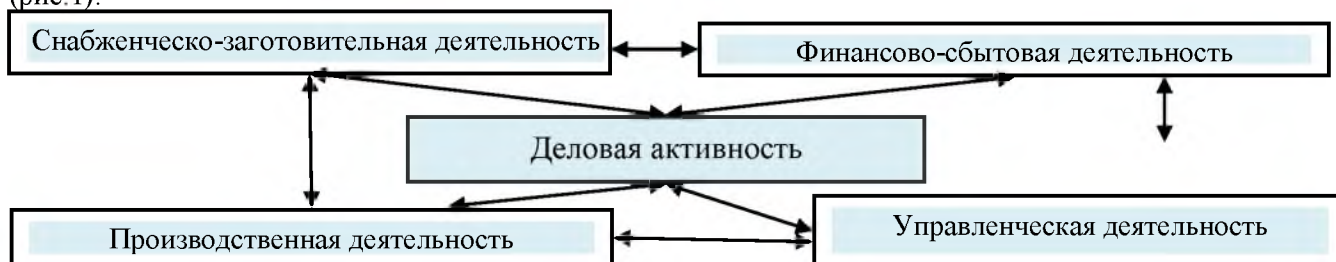 (рис.1).
Снабженческо-заготовительная деятельность
Финансово-сбытовая деятельность
Деловая активность
Производственная деятельность
Управленческая деятельность